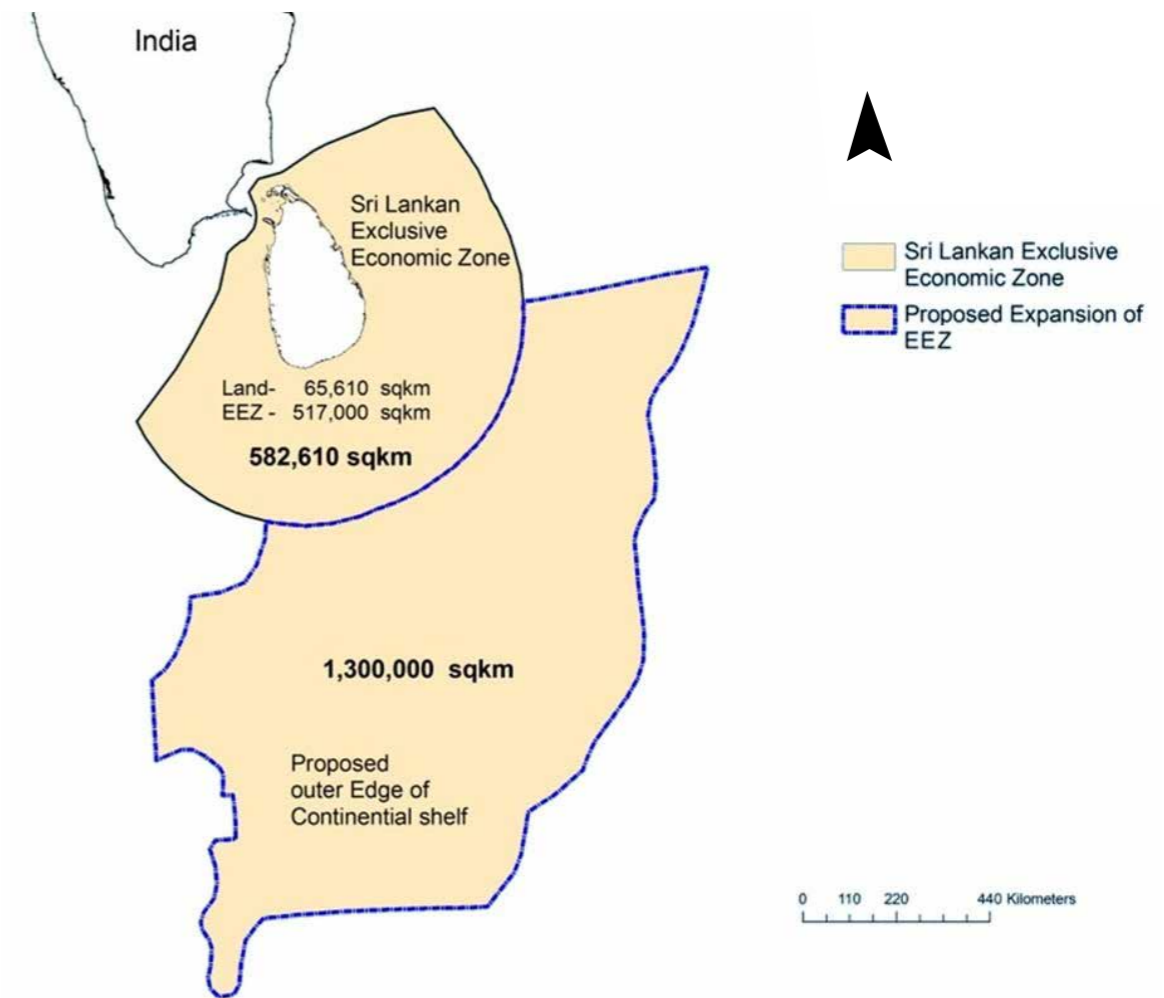 India
Sri Lankan
Exclusive
Economic Zone
Land- 65,610 sqkm
EEZ - 517,000 sqkm
582,610 sqkm
1,300,000 sqkm
Proposed
outer Edge of
Continential shelf
Sri Lankan Exclusive
Economic Zone
Proposed Expansion of
EEZ
0 110 220 440 Kilometers